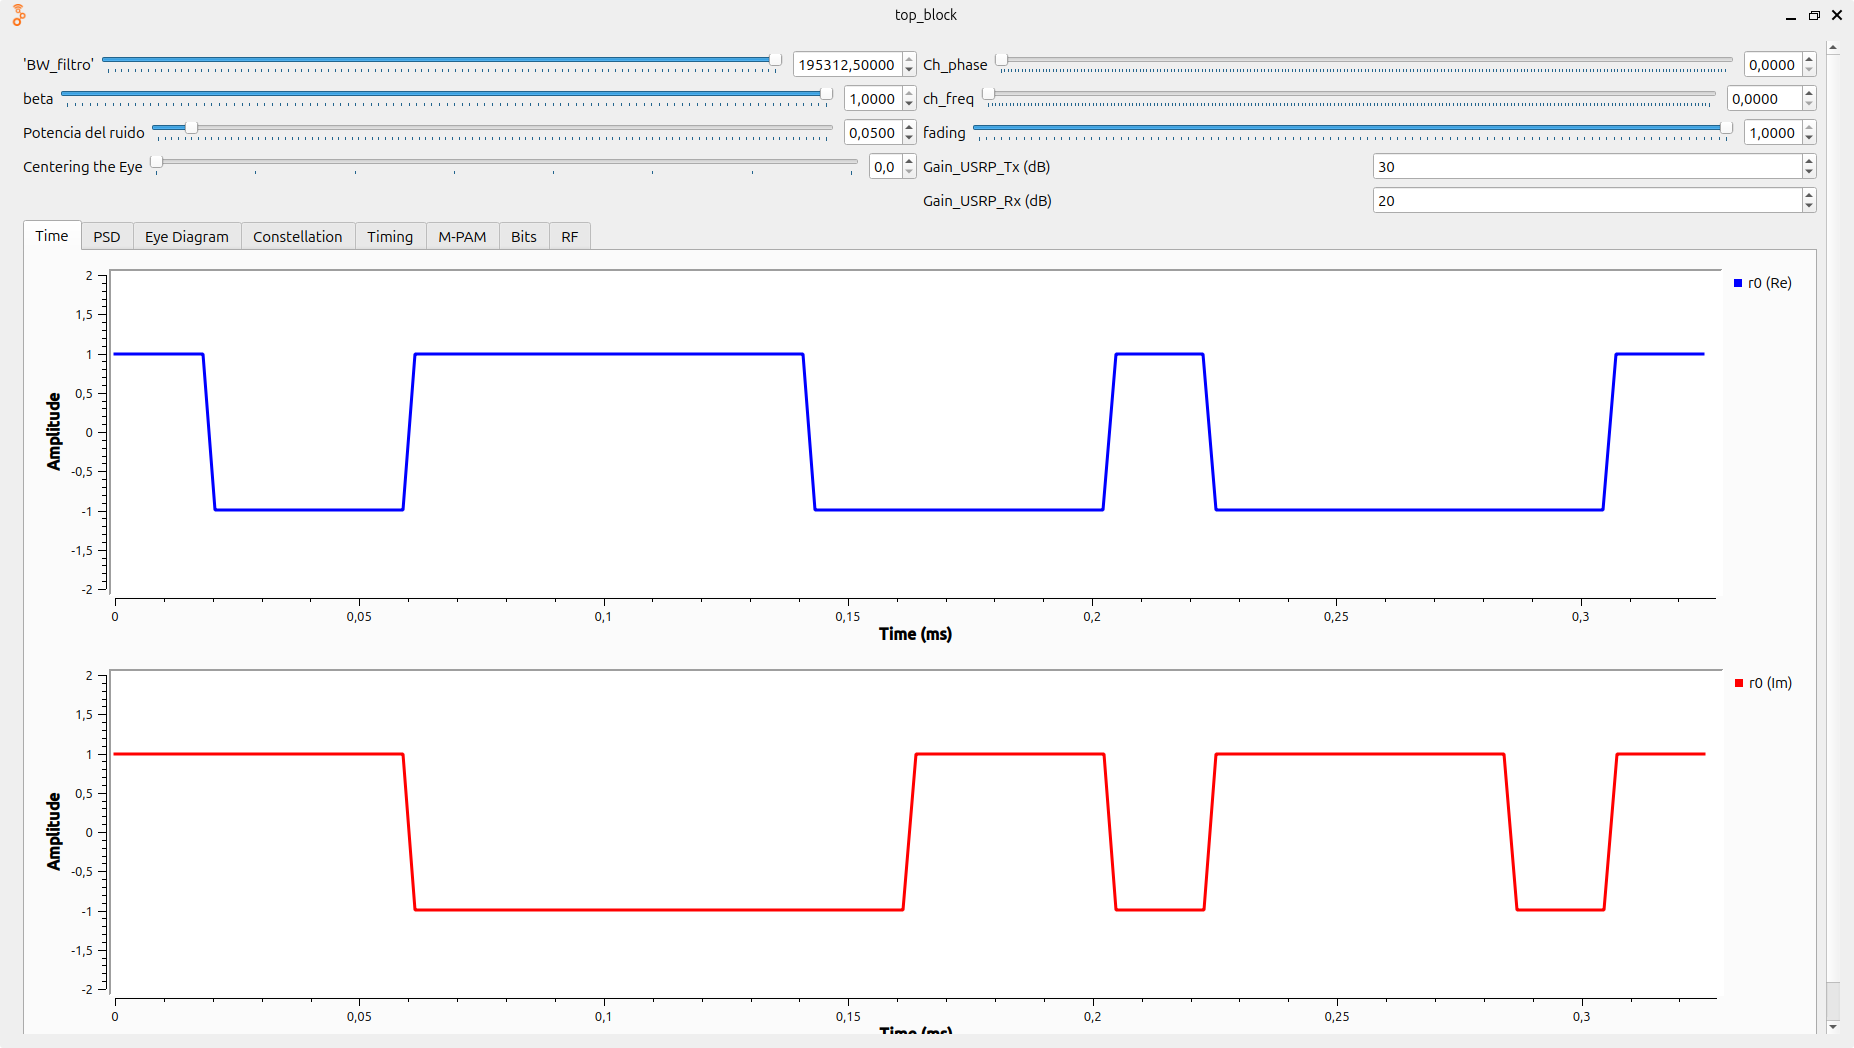 top_block
'BW_filtro' 195312,50000 Ch_phase 0,0000
beta 1,0000 ch_freq 0,0000
Potencia del ruido 0,0500 fading 1,0000
Centering the Eye 0,0 Gain_USRP_Tx (dB) 30
Gain_USRP_Rx (dB) 20
Time PSD Eye Diagram Constellation Timing M-PAM Bits RF
2
1,5
1
0,5
0
-0,5
-1
-1,5
-2
Amplitude
r0 (Re)
0 0,05 0,1 0,15 0,2 0,25 0,3
Time (ms)
2
1,5
1
0,5
0
-0,5
-1
-1,5
-2
Amplitude
r0 (Im)
0 0,05 0,1 0,15 0,2 0,25 0,3
Time (ms)